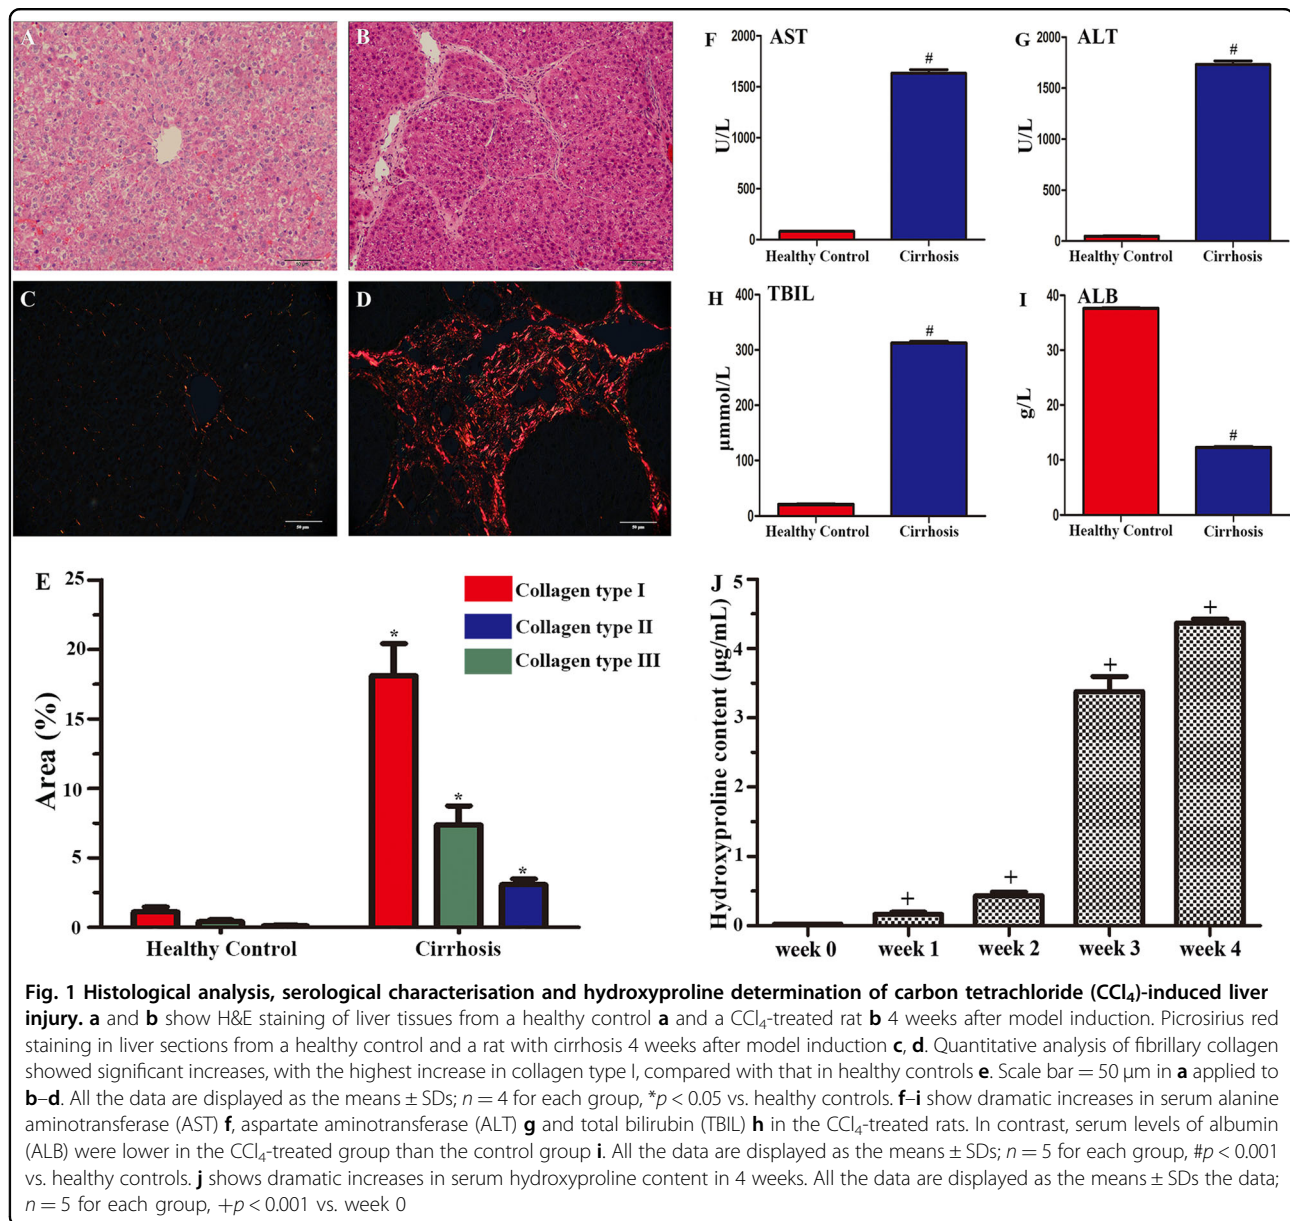 A
B
C
50 μm
D
50 μm
F
AST
2000
1500
1000
500
0
U/L
#
Healthy Control
Cirrhosis
G
ALT
2000
1500
1000
500
0
U/L
#
Healthy Control
Cirrhosis
H
TBIL
400
300
200
100
0
μmmol/L
#
Healthy Control
Cirrhosis
I
ALB
40
30
20
10
0
g/L
#
Healthy Control
Cirrhosis
E
25
20
15
10
5
0
Area (%)
Collagen type I
Collagen type II
Collagen type III
*
*
*
Healthy Control
Cirrhosis
J
5
4
3
2
1
0
Hydroxyproline content (μg/mL)
+
+
+
+
week 0
week 1
week 2
week 3
week 4
Fig. 1 Histological analysis, serological characterisation and hydroxyproline determination of carbon tetrachloride (CCl₄)-induced liver
injury. a and b show H&E staining of liver tissues from a healthy control a and a CCl₄-treated rat b 4 weeks after model induction. Picrosirius red
staining in liver sections from a healthy control and a rat with cirrhosis 4 weeks after model induction c, d. Quantitative analysis of fibrillary collagen
showed significant increases, with the highest increase in collagen type I, compared with that in healthy controls e. Scale bar = 50 μm in a applied to
b–d. All the data are displayed as the means ± SDs; n = 4 for each group, *p < 0.05 vs. healthy controls. f–i show dramatic increases in serum alanine
aminotransferase (AST) f, aspartate aminotransferase (ALT) g and total bilirubin (TBIL) h in the CCl₄-treated rats. In contrast, serum levels of albumin
(ALB) were lower in the CCl₄-treated group than the control group i. All the data are displayed as the means ± SDs; n = 5 for each group, #p < 0.001
vs. healthy controls. j shows dramatic increases in serum hydroxyproline content in 4 weeks. All the data are displayed as the means ± SDs the data;
n = 5 for each group, +p < 0.001 vs. week 0